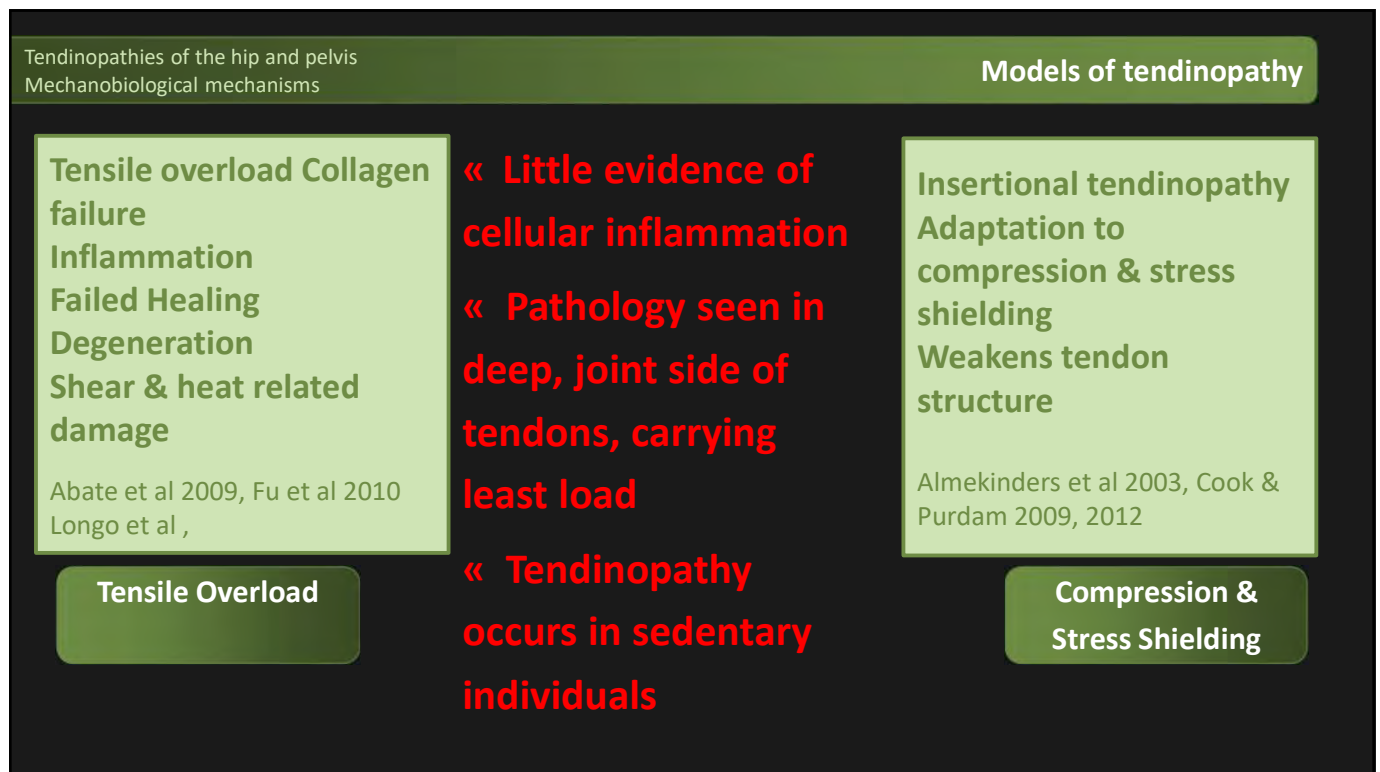 Tendinopathies of the hip and pelvis
Mechanobiological mechanisms
Models of tendinopathy
Tensile overload Collagen
failure
Inflammation
Failed Healing
Degeneration
Shear & heat related
damage
Abate et al 2009, Fu et al 2010
Longo et al ,
Tensile Overload
« Little evidence of
cellular inflammation
« Pathology seen in
deep, joint side of
tendons, carrying
least load
« Tendinopathy
occurs in sedentary
individuals
Insertional tendinopathy
Adaptation to
compression & stress
shielding
Weakens tendon
structure
Almekinders et al 2003, Cook &
Purdam 2009, 2012
Compression &
Stress Shielding